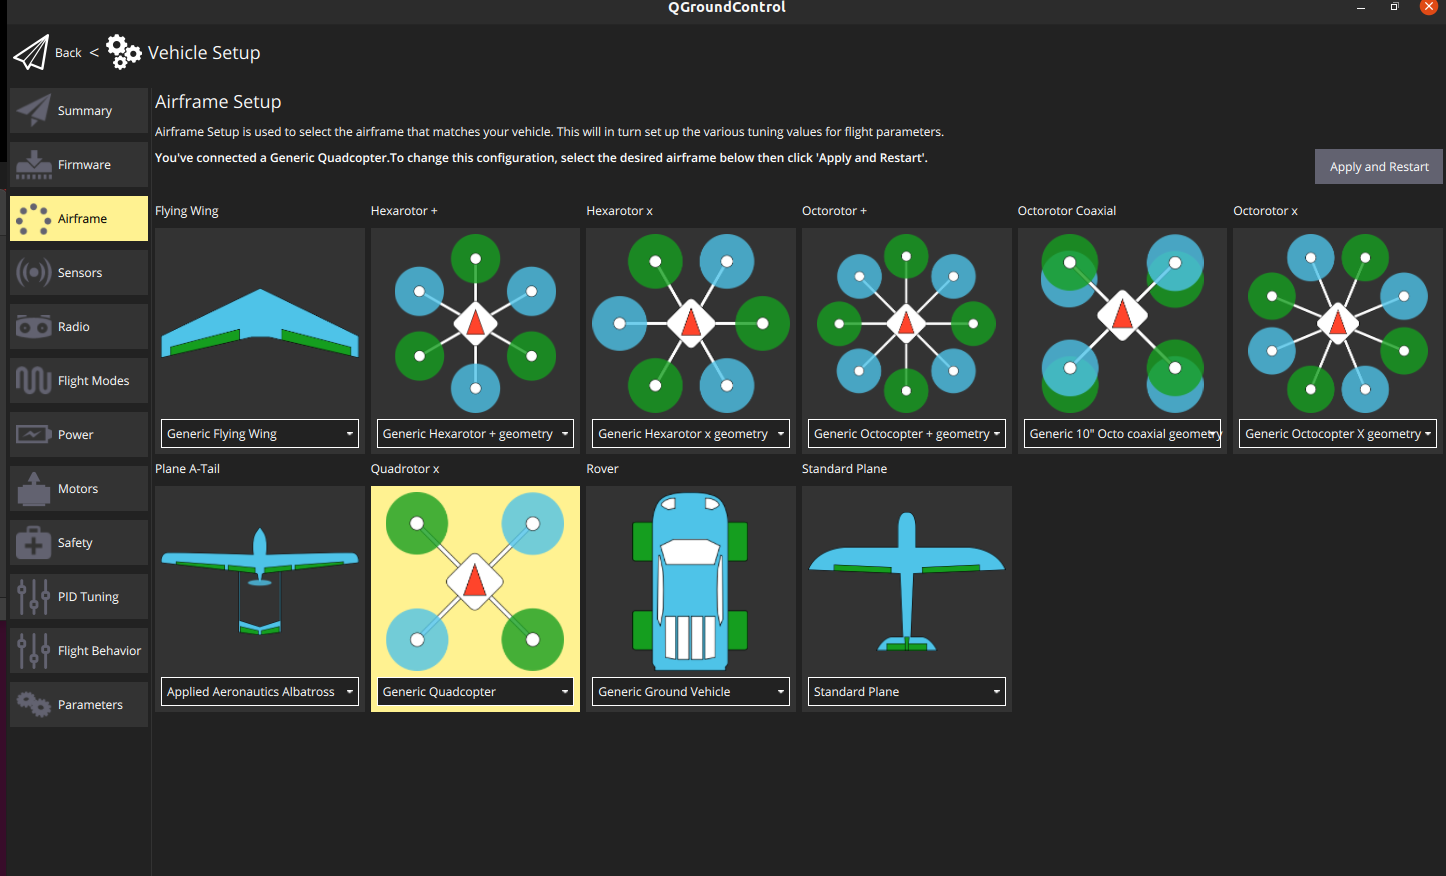 QGroundControl
Back < Vehicle Setup
Summary
Firmware
Airframe
Sensors
Radio
Flight Modes
Power
Motors
Safety
PID Tuning
Flight Behavior
Parameters
Airframe Setup
Airframe Setup is used to select the airframe that matches your vehicle. This will in turn set up the various tuning values for flight parameters.
You've connected a Generic Quadcopter.To change this configuration, select the desired airframe below then click 'Apply and Restart'.
Apply and Restart
Flying Wing
Hexarotor +
Hexarotor x
Octorotor +
Octorotor Coaxial
Octorotor x
Generic Flying Wing
Generic Hexarotor + geometry
Generic Hexarotor x geometry
Generic Octocopter + geometry
Generic 10" Octo coaxial geometry
Generic Octocopter X geometry
Plane A-Tail
Quadrotor x
Rover
Standard Plane
Applied Aeronautics Albatross
Generic Quadcopter
Generic Ground Vehicle
Standard Plane